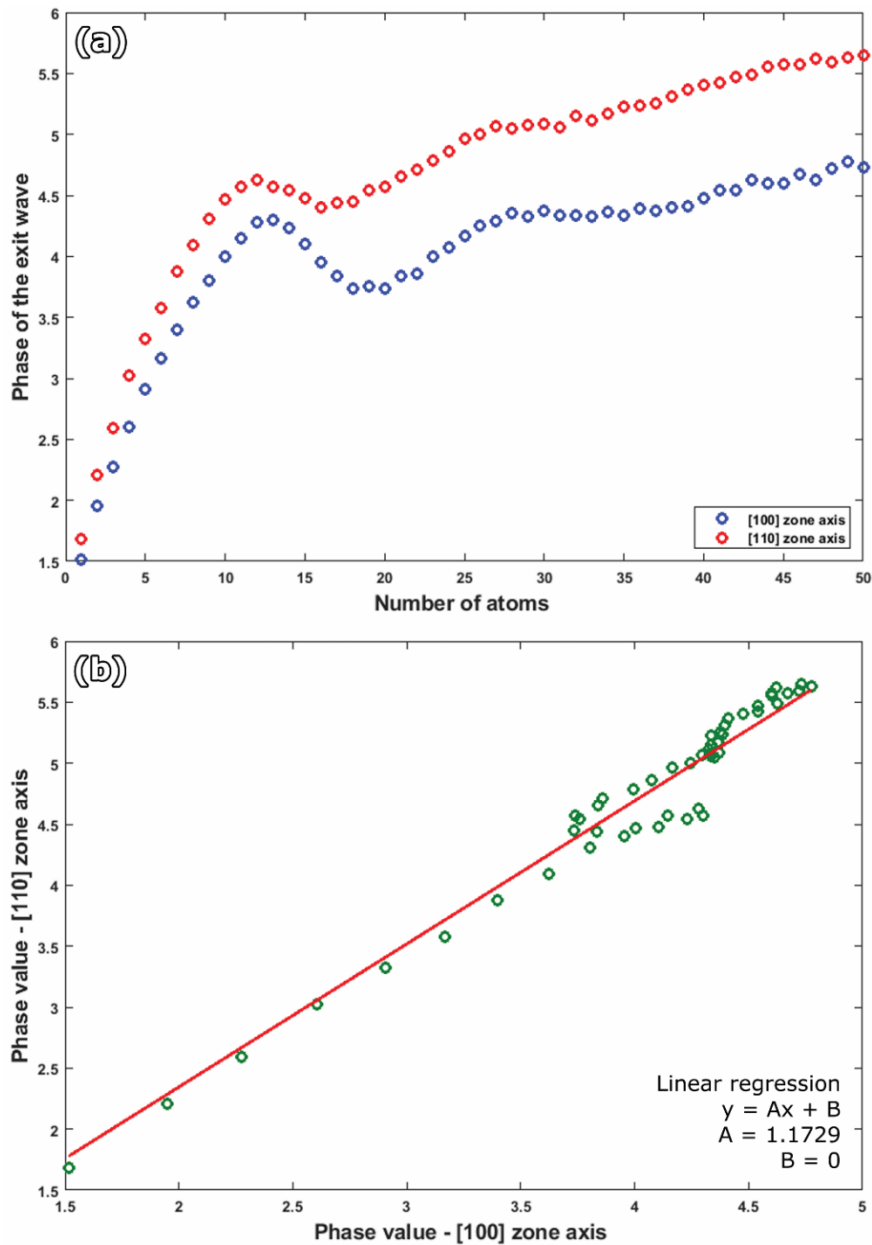 (a)
6
5.5
5
4.5
4
3.5
3
2.5
2
1.5
Phase of the exit wave
[100] zone axis
[110] zone axis
0 5 10 15 20 25 30 35 40 45 50
Number of atoms
(b)
6
5.5
5
4.5
4
3.5
3
2.5
2
1.5
Phase value - [110] zone axis
Linear regression
y = Ax + B
A = 1.1729
B = 0
1.5 2 2.5 3 3.5 4 4.5 5
Phase value - [100] zone axis